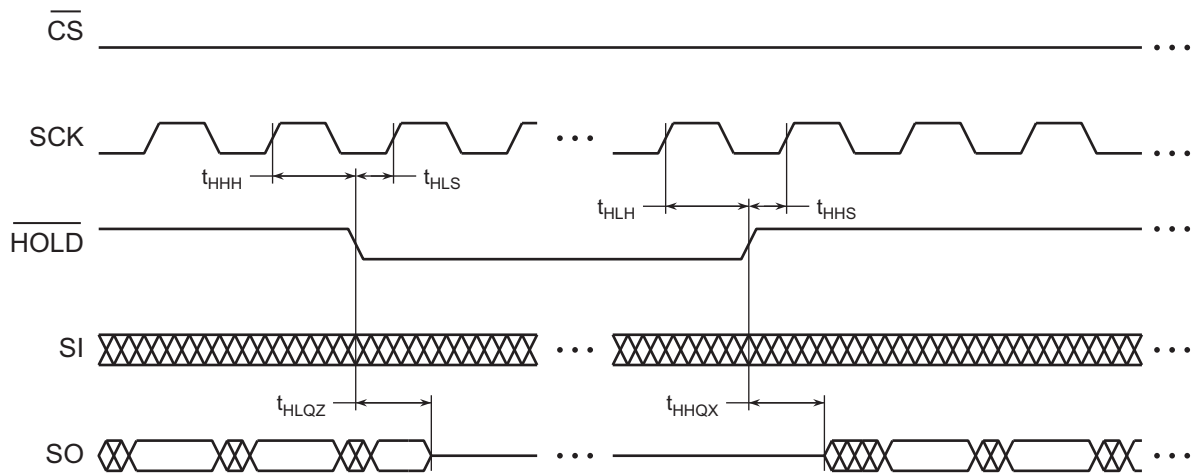 CS
SCK
tHHH
tHLS
tHLH
tHHS
HOLD
SI
tHLQZ
tHHQX
SO